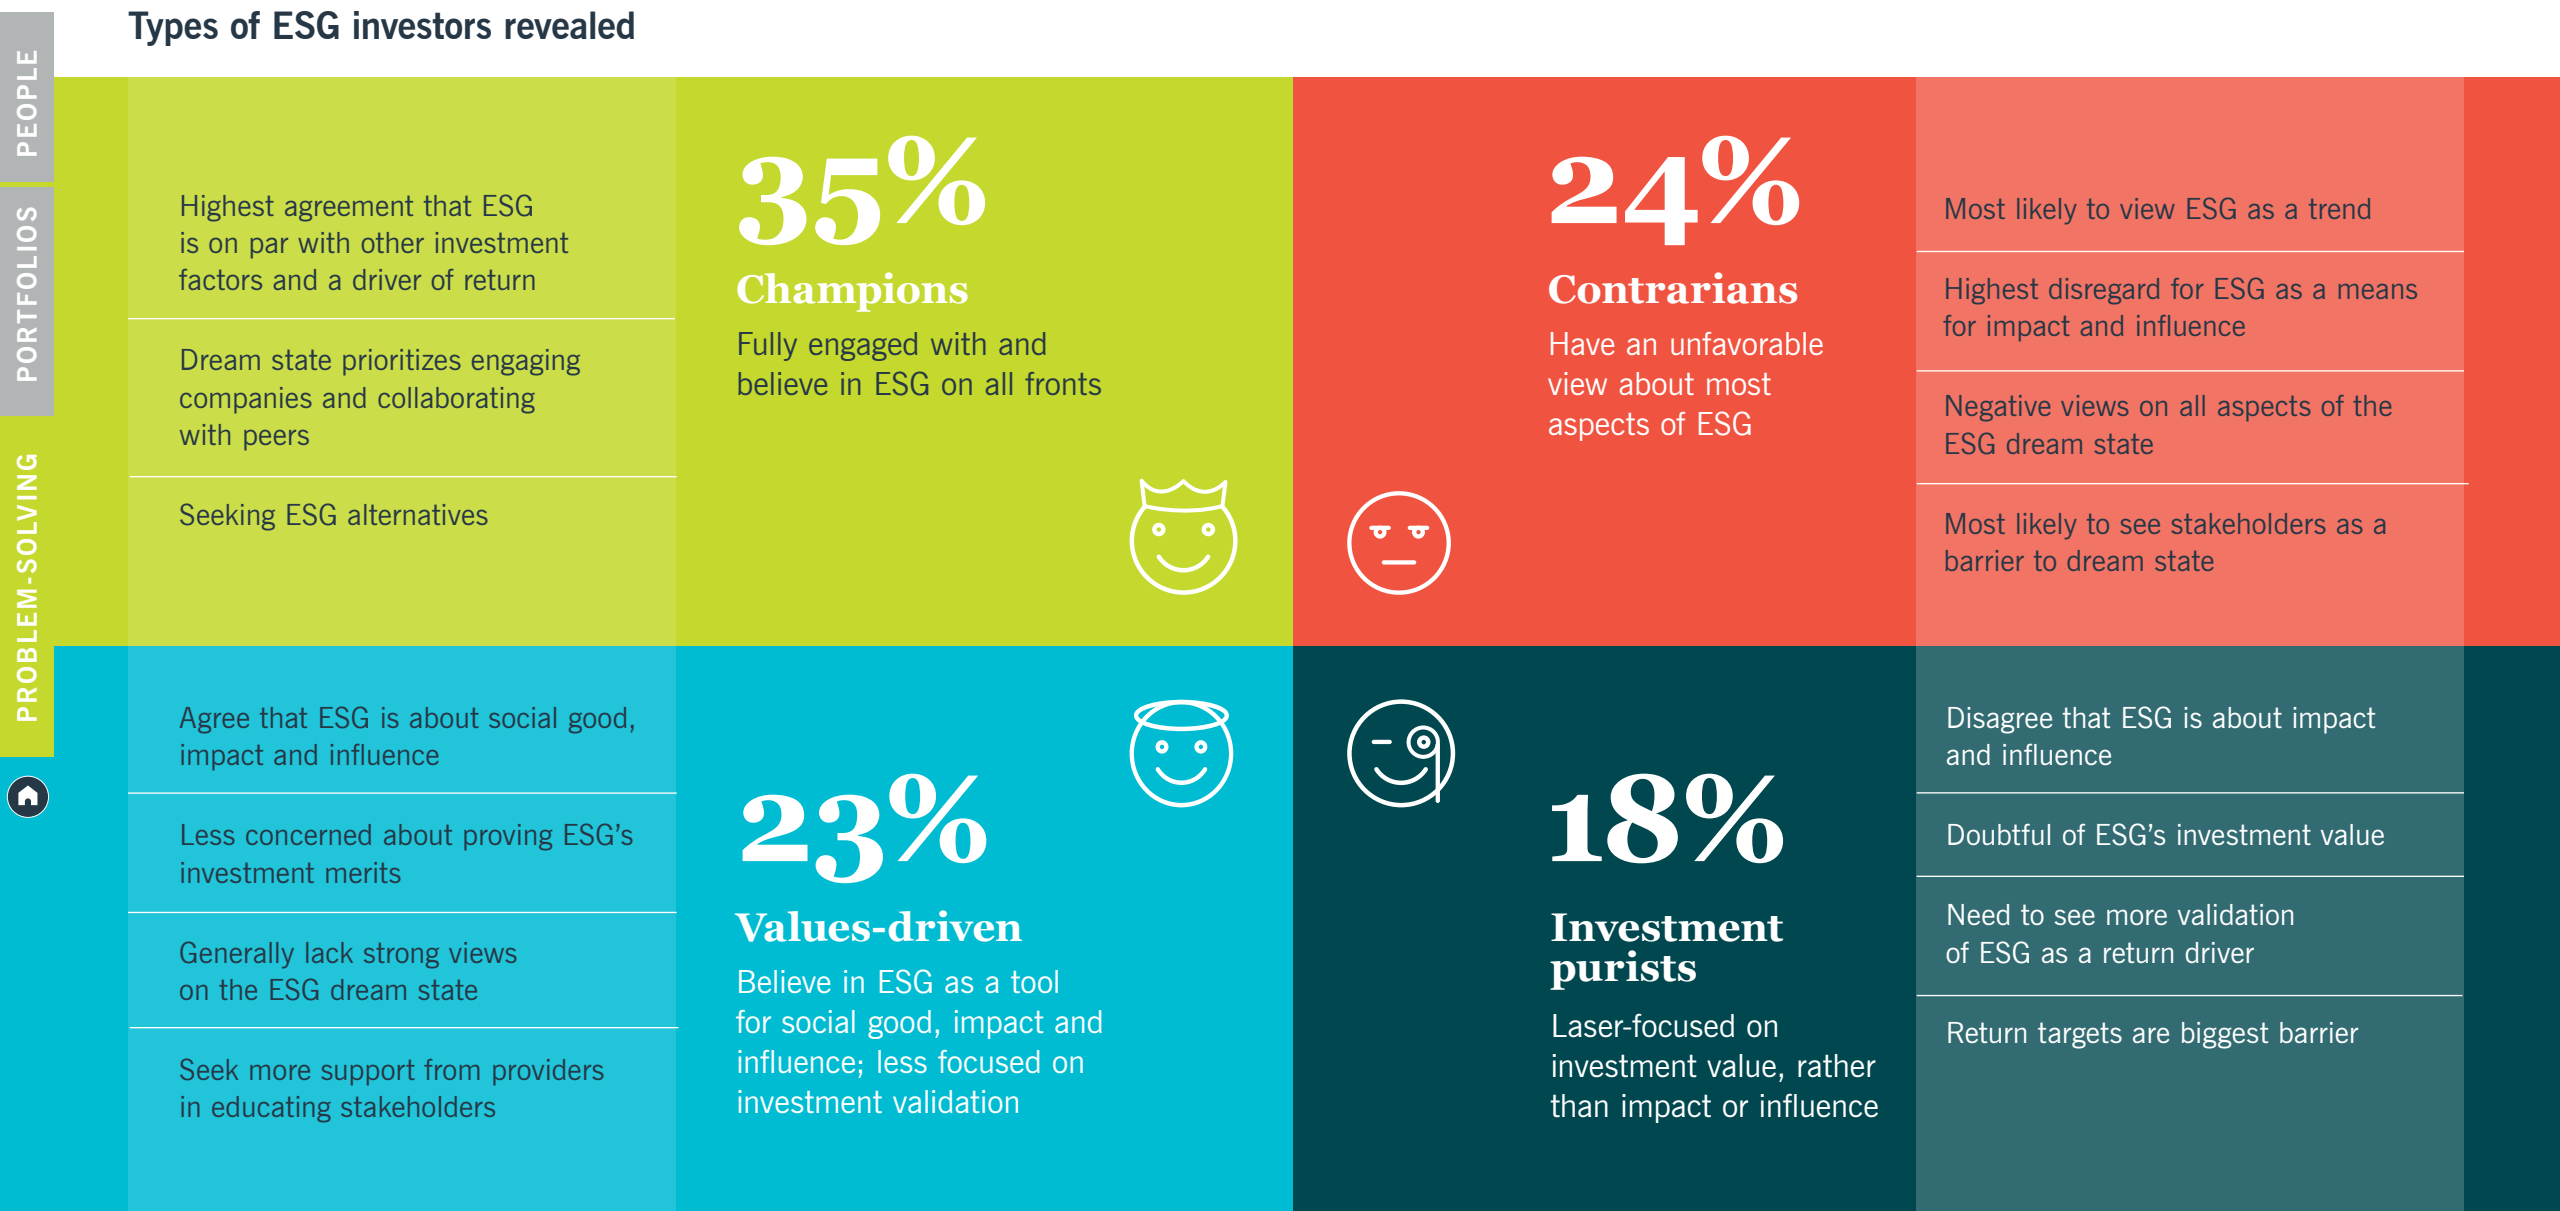 Types of ESG investors revealed
PEOPLE
PORTFOLIOS
PROBLEM-SOLVING
Highest agreement that ESG
is on par with other investment
factors and a driver of return
Dream state prioritizes engaging
companies and collaborating
with peers
Seeking ESG alternatives
35%
Champions
Fully engaged with and
believe in ESG on all fronts
24%
Contrarians
Have an unfavorable
view about most
aspects of ESG
Most likely to view ESG as a trend
Highest disregard for ESG as a means
for impact and influence
Negative views on all aspects of the
ESG dream state
Most likely to see stakeholders as a
barrier to dream state
Agree that ESG is about social good,
impact and influence
Less concerned about proving ESG’s
investment merits
Generally lack strong views
on the ESG dream state
Seek more support from providers
in educating stakeholders
23%
Values-driven
Believe in ESG as a tool
for social good, impact and
influence; less focused on
investment validation
18%
Investment
purists
Laser-focused on
investment value, rather
than impact or influence
Disagree that ESG is about impact
and influence
Doubtful of ESG’s investment value
Need to see more validation
of ESG as a return driver
Return targets are biggest barrier